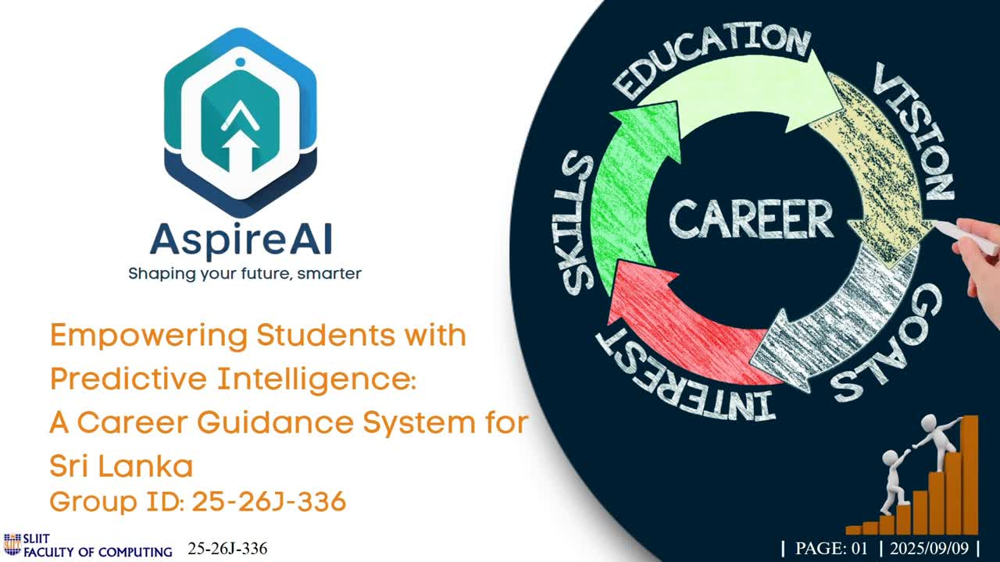 AspireAI
Shaping your future, smarter
Empowering Students with
Predictive Intelligence:
A Career Guidance System for
Sri Lanka
Group ID: 25-26J-336
EDUCATION
VISION
GOALS
INTEREST
SKILLS
CAREER
SLIIT
SLIIT
FACULTY OF COMPUTING
25-26J-336
| PAGE: 01 | 2025/09/09 |